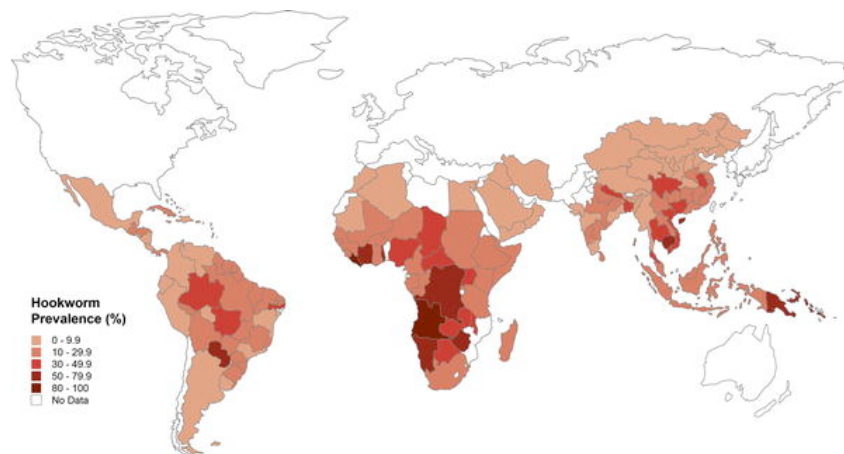 Hookworm
Prevalence (%)
0 - 9.9
10 - 29.9
30 - 49.9
50 - 79.9
80 - 100
No Data